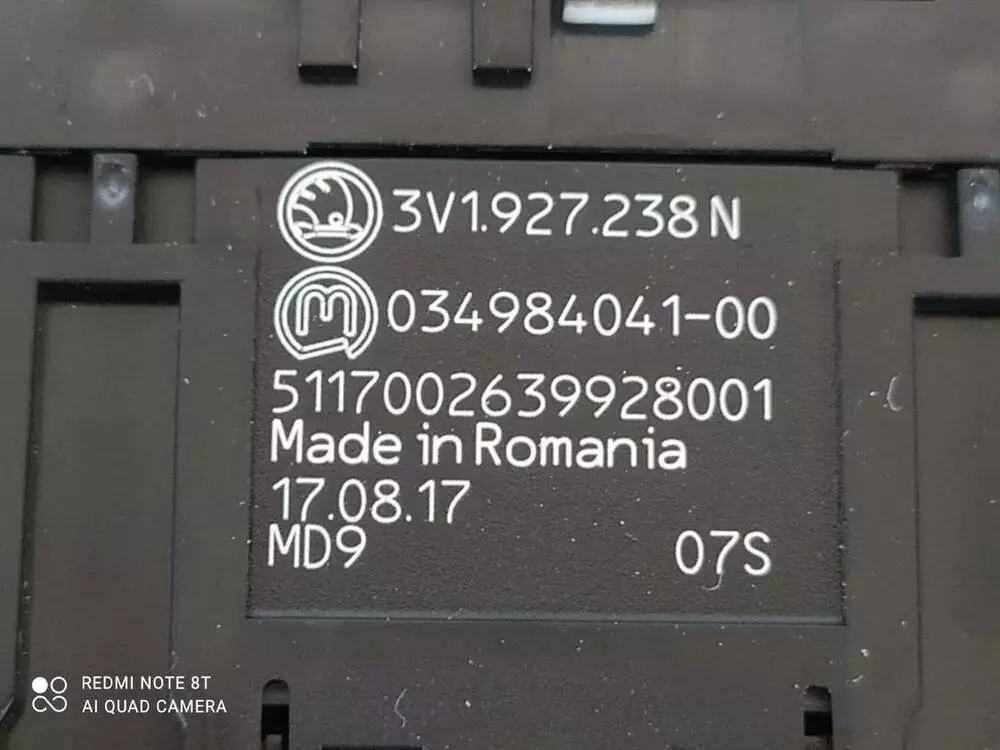 3V1.927.238 N
034984041-00
5117002639928001
Made in Romania
17.08.17
MD9 07S
REDMI NOTE 8T
AI QUAD CAMERA